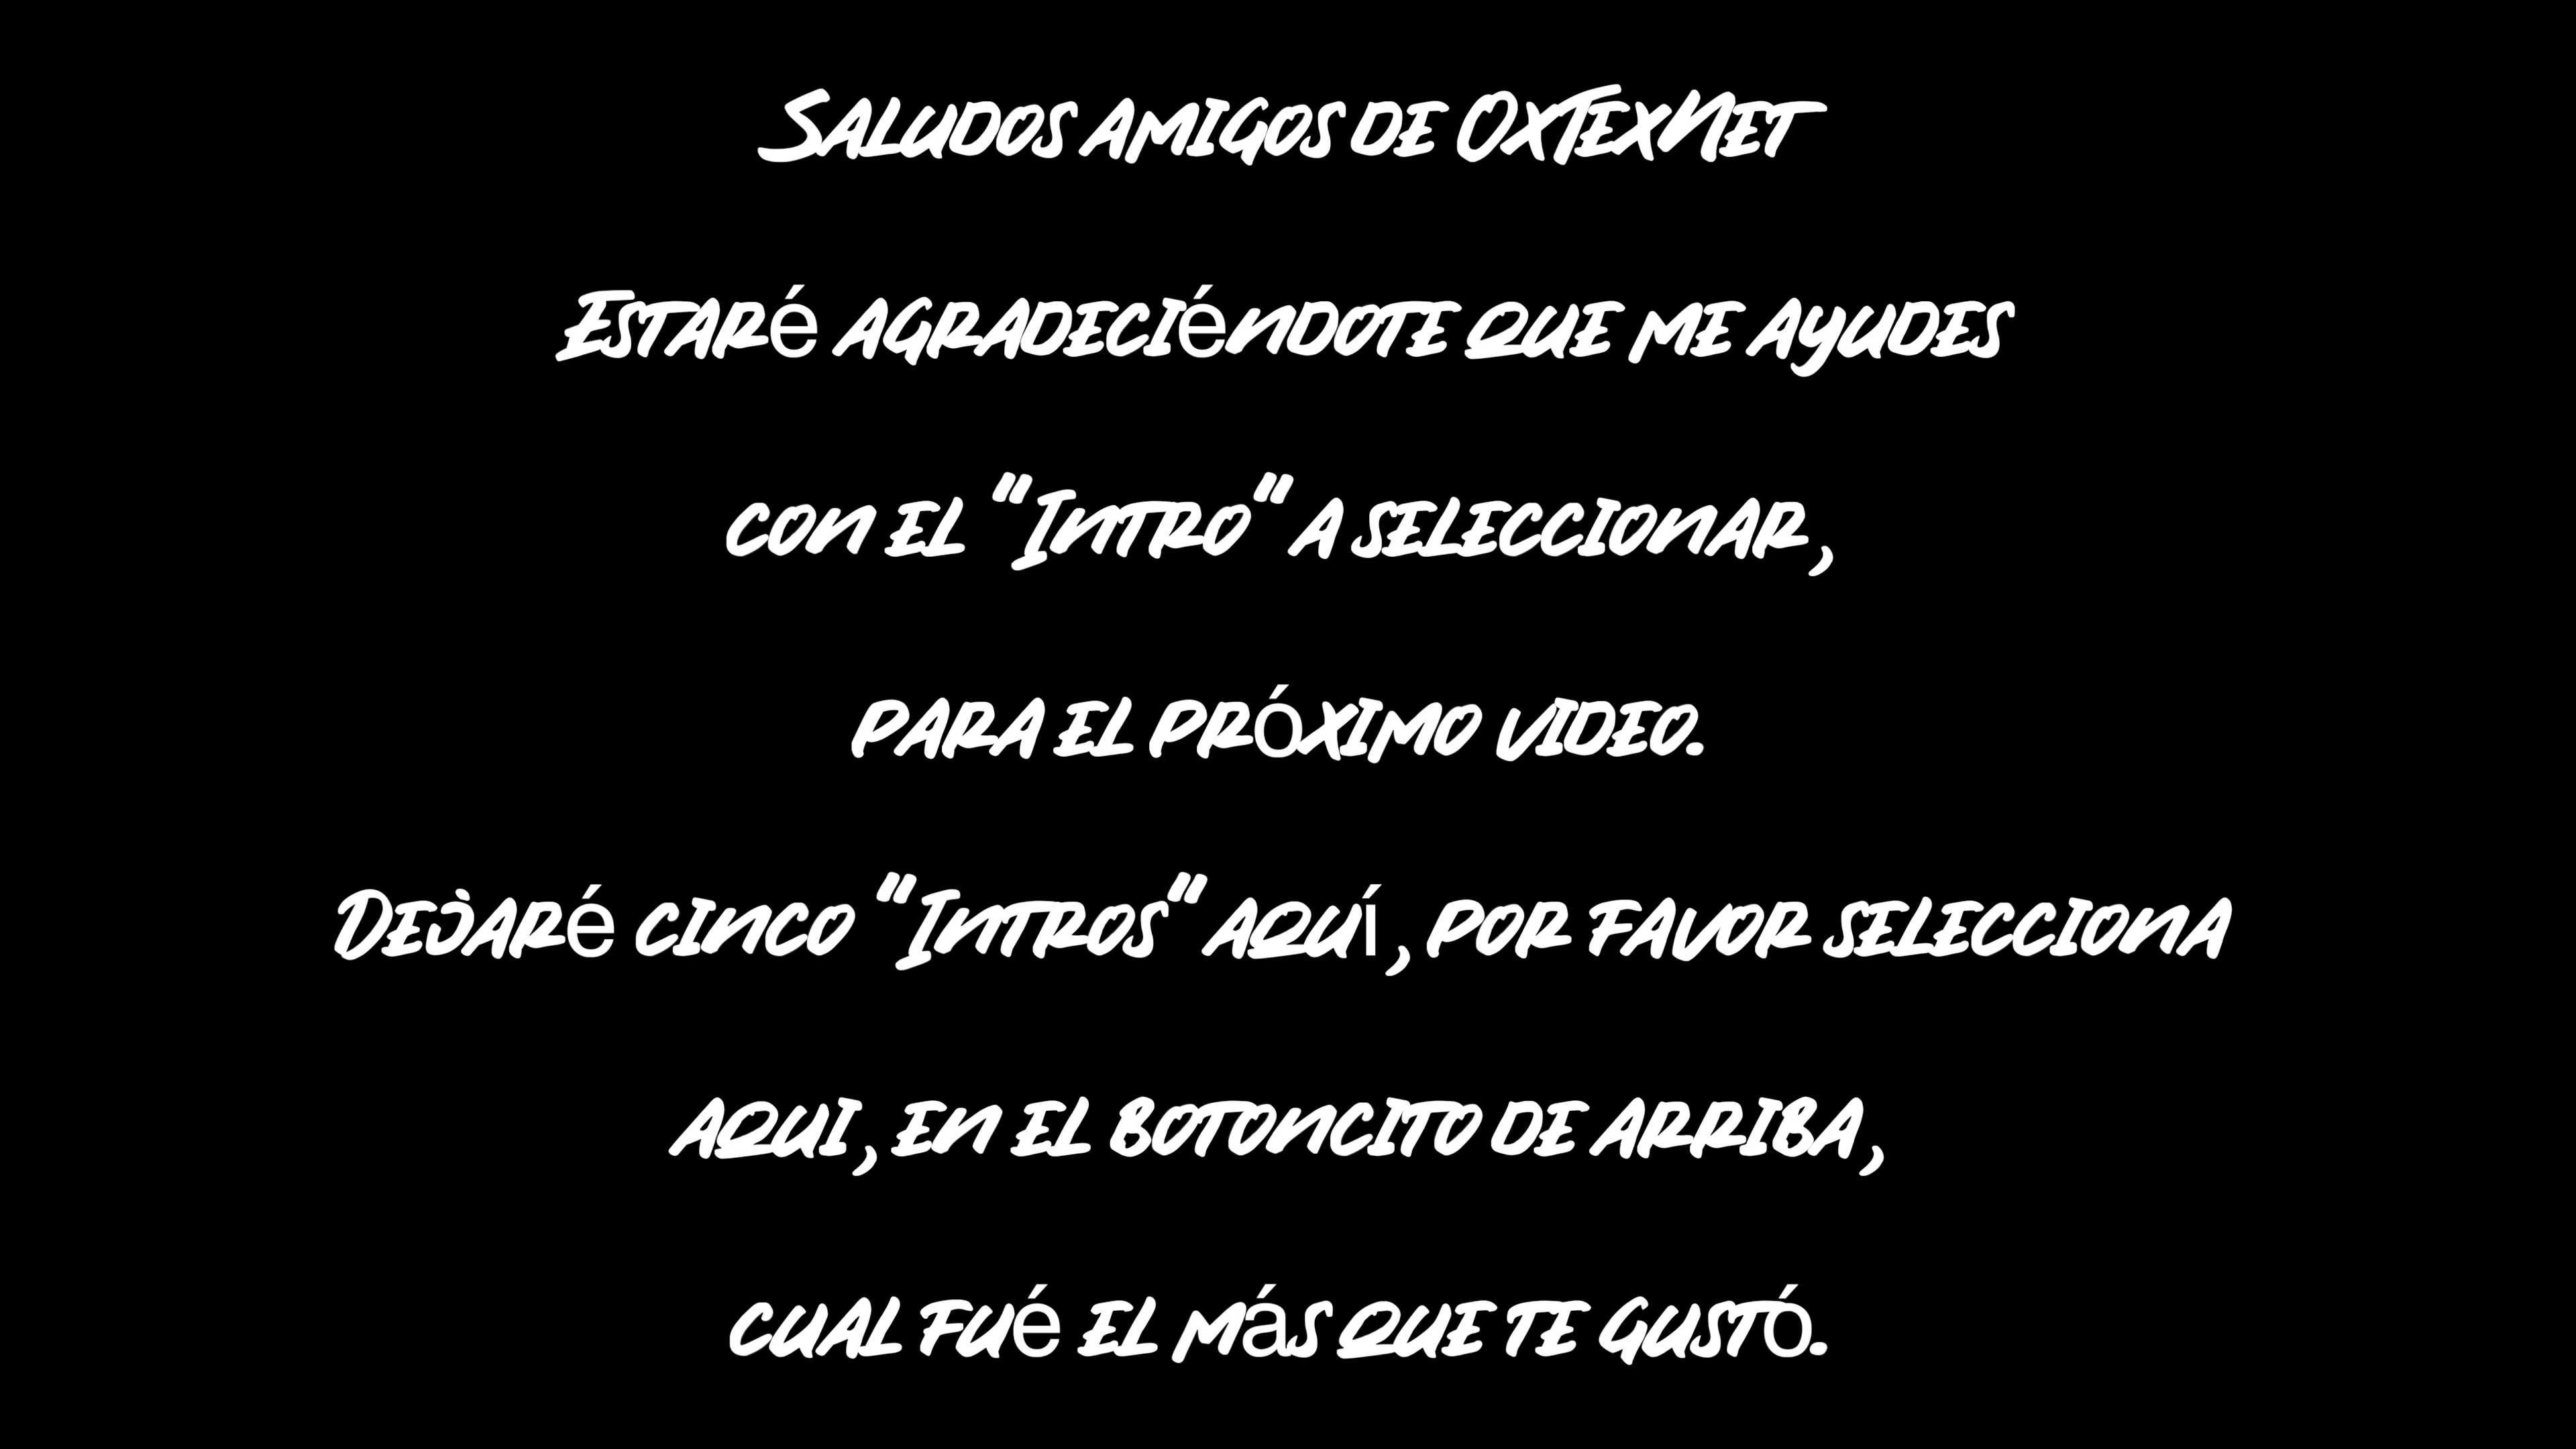 Saludos amigos de OxTexNet
Estaré agradeciéndote que me ayudes
con el "Intro" a seleccionar,
para el próximo video.
Dejaré cinco "Intros" aquí, por favor selecciona
aqui, en el botoncito de arriba,
cual fué el más que te gustó.